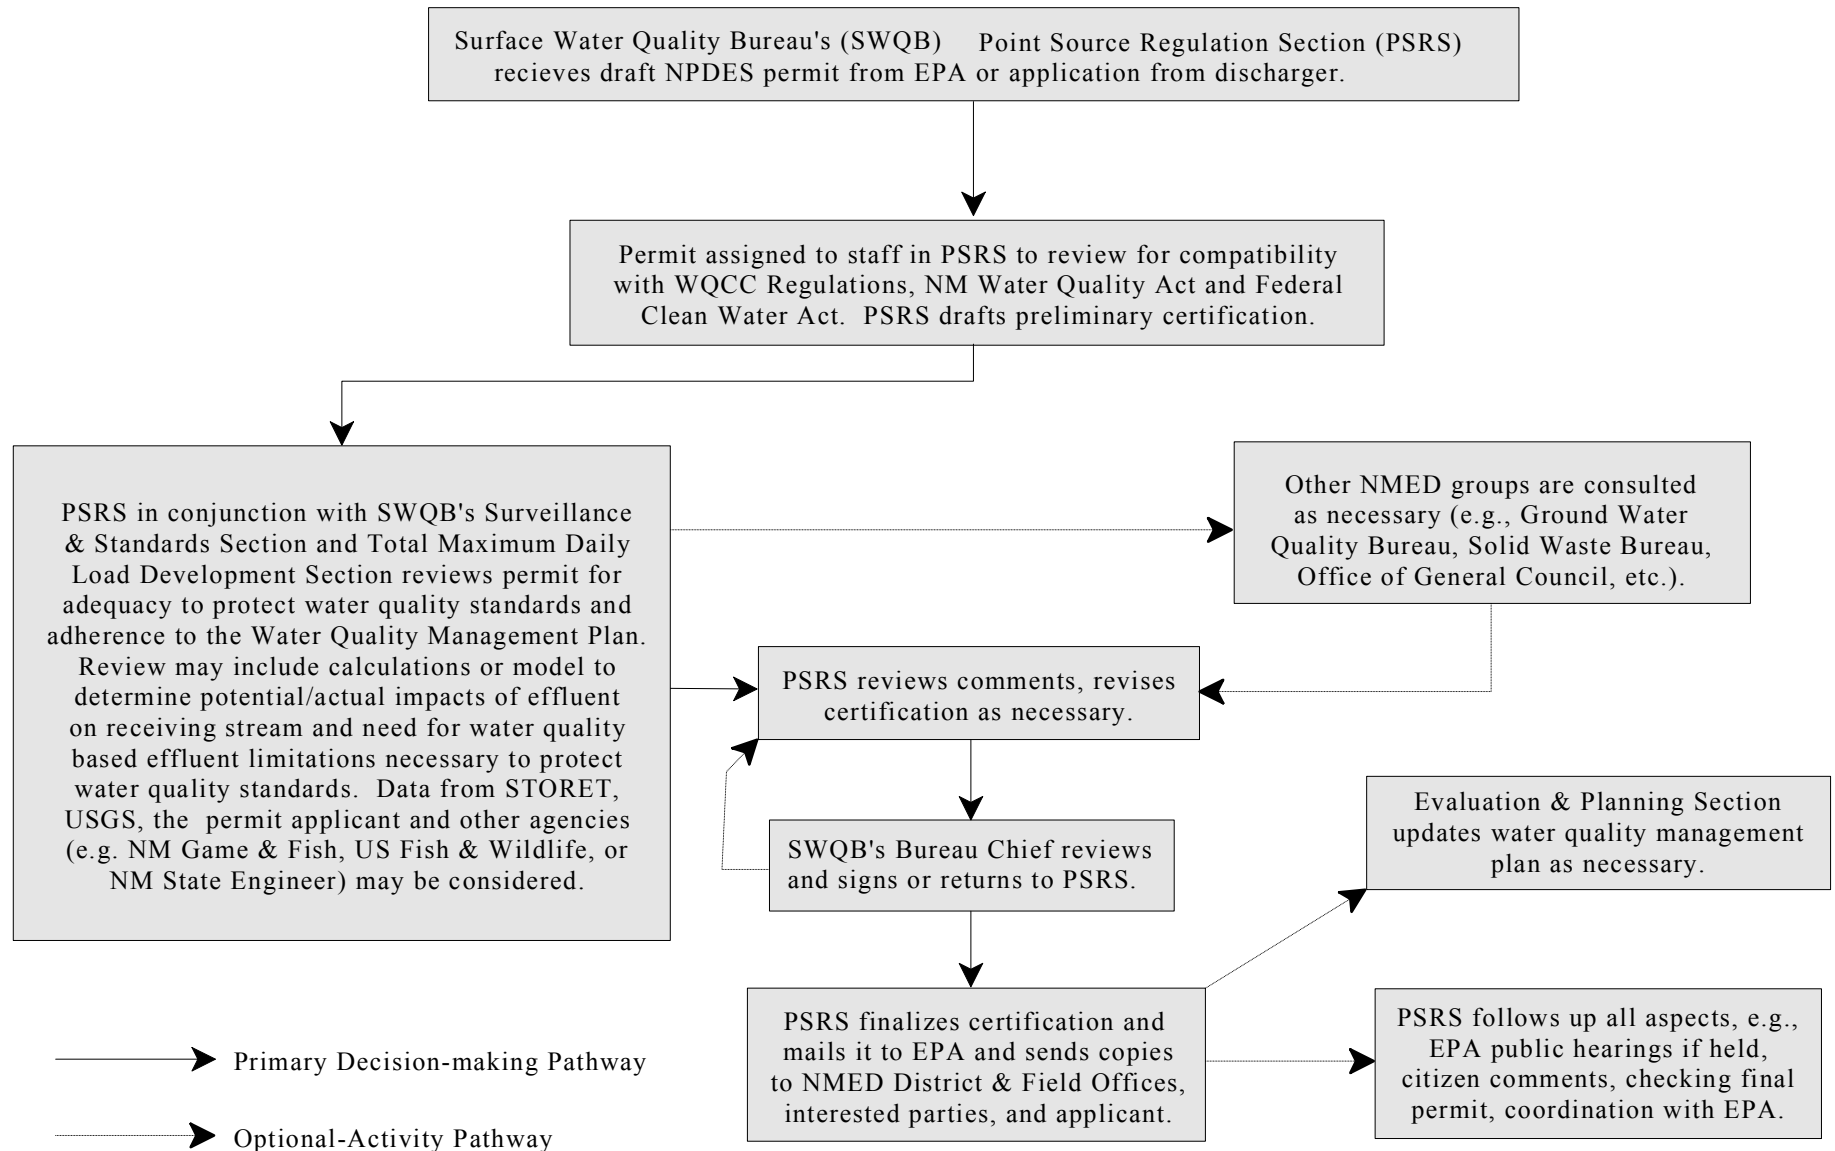 Surface Water Quality Bureau's (SWQB)    Point Source Regulation Section (PSRS)
recieves draft NPDES permit from EPA or application from discharger.
Permit assigned to staff in PSRS to review for compatibility
with WQCC Regulations, NM Water Quality Act and Federal
Clean Water Act.  PSRS drafts preliminary certification.
PSRS in conjunction with SWQB's Surveillance
& Standards Section and Total Maximum Daily
Load Development Section reviews permit for
adequacy to protect water quality standards and
adherence to the Water Quality Management Plan.
Review may include calculations or model to
determine potential/actual impacts of effluent
on receiving stream and need for water quality
based effluent limitations necessary to protect
water quality standards.  Data from STORET,
USGS, the  permit applicant and other agencies
(e.g. NM Game & Fish, US Fish & Wildlife, or
NM State Engineer) may be considered.
Other NMED groups are consulted
as necessary (e.g., Ground Water
Quality Bureau, Solid Waste Bureau,
Office of General Council, etc.).
PSRS reviews comments, revises
certification as necessary.
SWQB's Bureau Chief reviews
and signs or returns to PSRS.
Evaluation & Planning Section
updates water quality management
plan as necessary.
PSRS finalizes certification and
mails it to EPA and sends copies
to NMED District & Field Offices,
interested parties, and applicant.
PSRS follows up all aspects, e.g.,
EPA public hearings if held,
citizen comments, checking final
permit, coordination with EPA.
Primary Decision-making Pathway
Optional-Activity Pathway